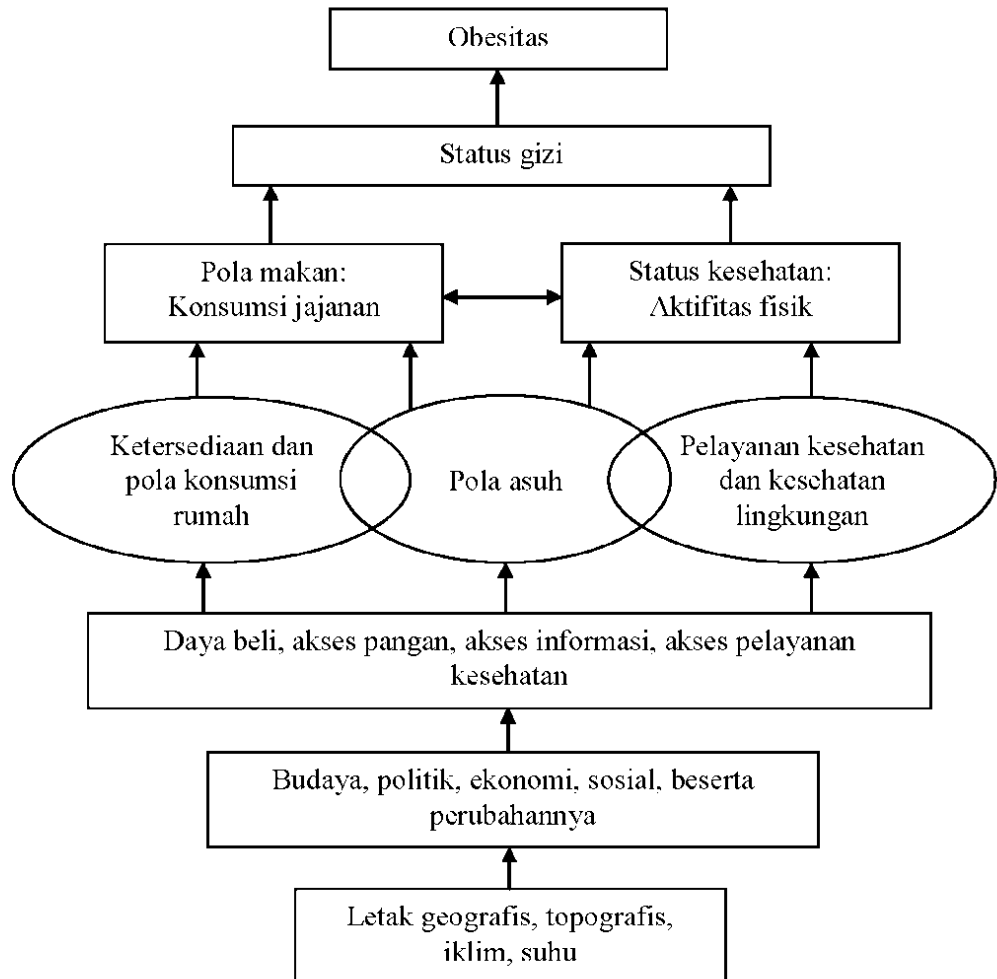 Obesitas
Status gizi
Pola makan:
Konsumsi jajanan
Status kesehatan:
Aktifitas fisik
Ketersediaan dan
pola konsumsi
rumah
Pola asuh
Pelayanan kesehatan
dan kesehatan
lingkungan
Daya beli, akses pangan, akses informasi, akses pelayanan
kesehatan
Budaya, politik, ekonomi, sosial, beserta
perubahannya
Letak geografis, topografis,
iklim, suhu